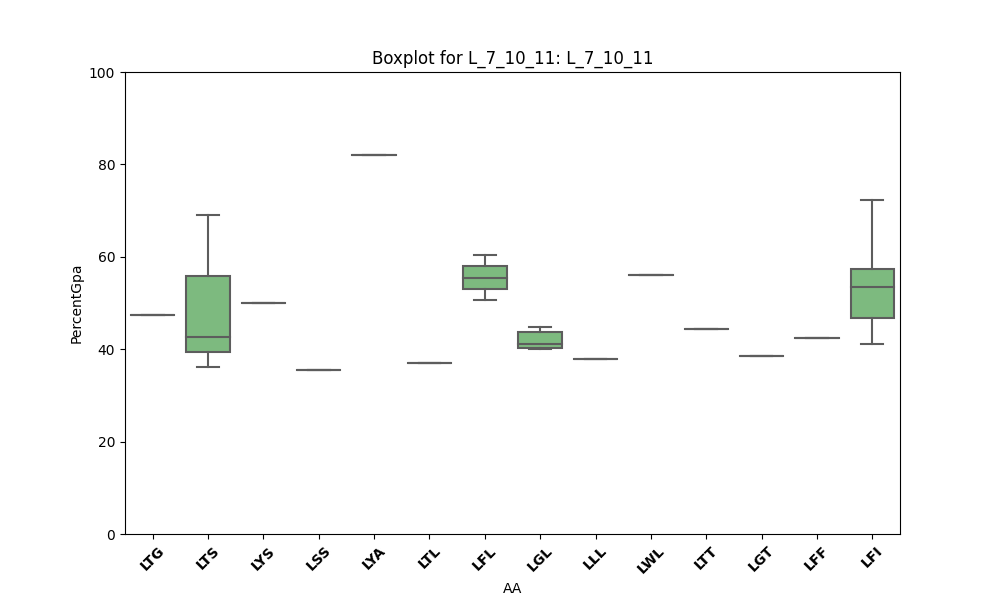 Boxplot for L_7_10_11: L_7_10_11
100
80
60
40
20
0
PercentGpa
LTG LTS LYS LSS LYA LTL LFL LGL LLL LWL LTT LGT LFF LFI
AA